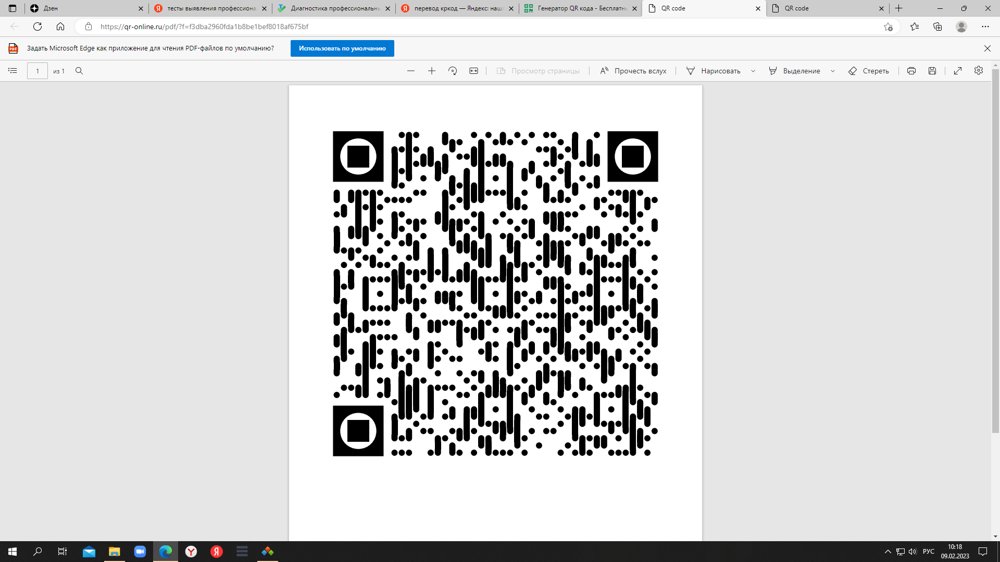 Дзен
тесты выявления профессиона
Диагностика профессиональн
перевод кркод — Яндекс: наш
Генератор QR кода - Бесплатн
QR code
QR code
https://qr-online.ru/pdf/?f=f3dba2960fda1b8be1bef8018af675bf
PDF
Задать Microsoft Edge как приложение для чтения PDF-файлов по умолчанию?
Использовать по умолчанию
1
из 1
Просмотр страницы
Прочесть вслух
Нарисовать
Выделение
Стереть
РУС
10:18
09.02.2023